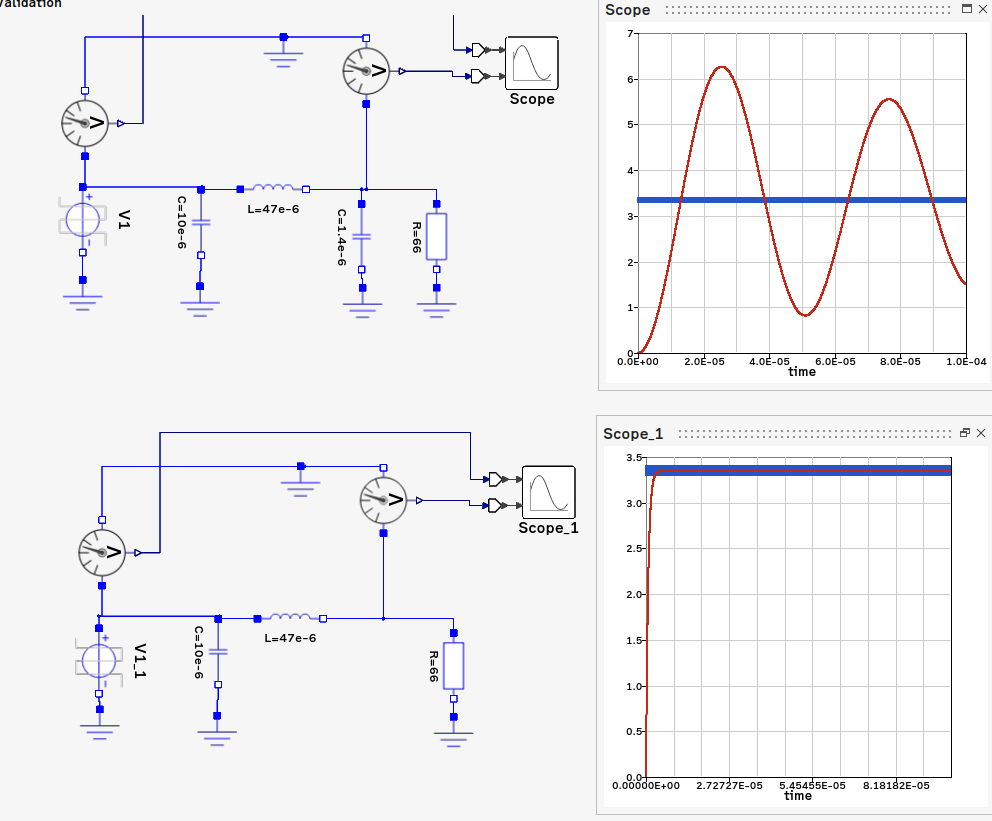 Validation
Scope
V
V
Scope
+
V1
C=10e-6
L=47e-6
C=1.4e-6
R=66
7
6
5
4
3
2
1
0
0.0E+00 2.0E-05 4.0E-05 6.0E-05 8.0E-05 1.0E-04
time
Scope_1
V
V
Scope_1
+
V1_1
C=10e-6
L=47e-6
R=66
3.5
3.0
2.5
2.0
1.5
1.0
0.5
0.0
0.00000E+00 2.72727E-05 5.45455E-05 8.18182E-05
time